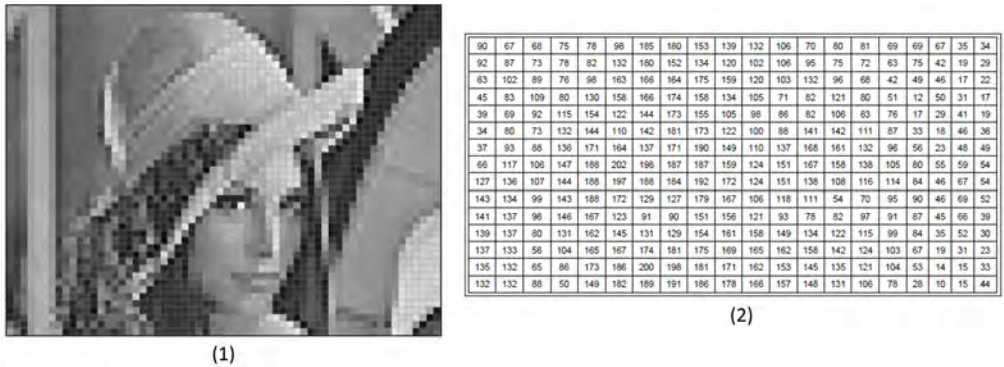 90 67 68 75 78 98 185 180 153 139 132 106 70 80 81 69 69 67 35 34
92 87 73 78 82 132 180 152 134 120 102 106 95 75 72 63 75 42 19 29
63 102 89 76 98 163 166 164 175 159 120 103 132 96 68 42 49 46 17 22
45 83 109 80 130 158 166 174 158 134 105 71 82 121 80 51 12 50 31 17
39 69 92 115 154 122 144 173 155 105 98 86 82 106 83 76 17 29 41 19
34 80 73 132 144 110 142 181 173 122 100 88 141 142 111 87 33 18 46 36
37 93 88 136 171 164 137 171 190 149 110 137 168 161 132 96 56 23 48 49
66 117 106 147 188 202 198 187 187 159 124 151 167 158 138 105 80 55 59 54
127 136 107 144 188 197 188 184 192 172 124 151 138 108 116 114 84 46 67 54
143 134 99 143 188 172 129 127 179 167 106 118 111 54 70 95 90 46 69 52
141 137 96 146 167 123 91 90 151 156 121 93 78 82 97 91 87 45 66 39
139 137 80 131 162 145 131 129 154 161 158 149 134 122 115 99 84 35 52 30
137 133 56 104 165 167 174 181 175 169 165 162 158 142 124 103 67 19 31 23
135 132 65 86 173 186 200 198 181 171 162 153 145 135 121 104 53 14 15 33
132 132 88 50 149 182 189 191 186 178 166 157 148 131 106 78 28 10 15 44
(1)
(2)